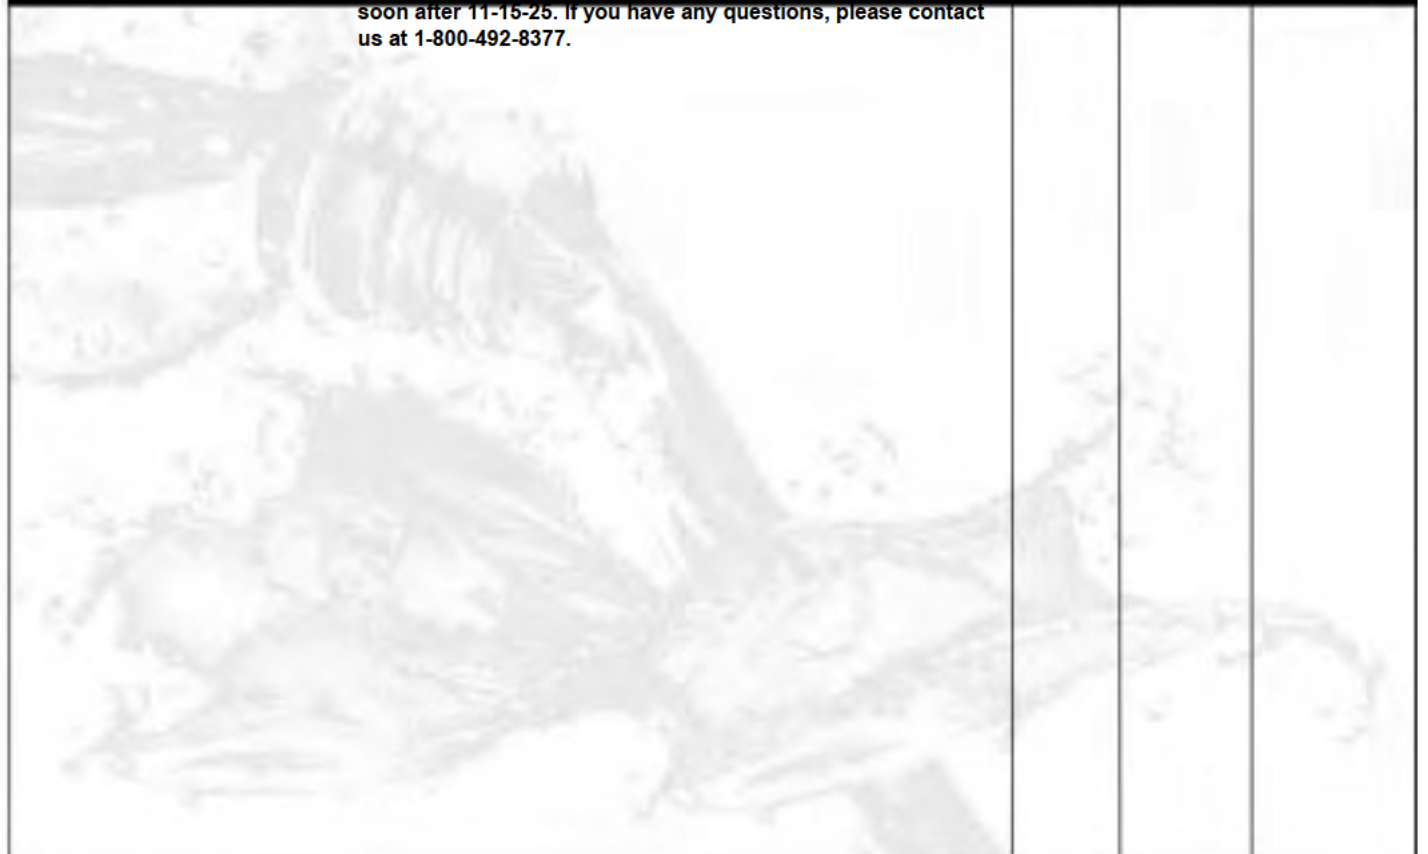 soon after 11-15-25. If you have any questions, please contact
us at 1-800-492-8377.